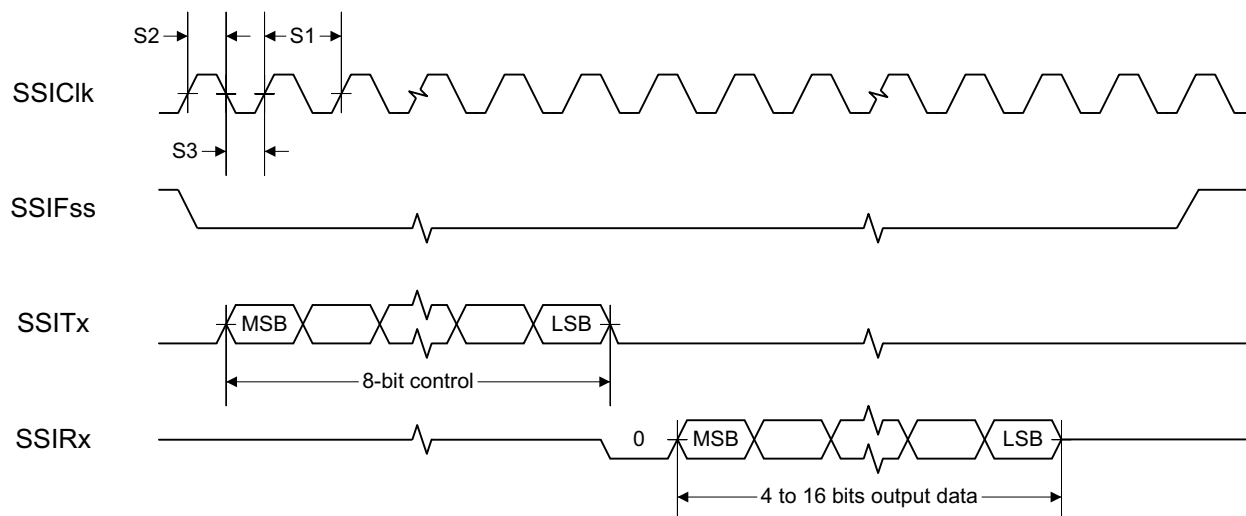 S2
S1
SSIClk
S3
SSIFss
SSITx
MSB
LSB
8-bit control
SSIRx
0
MSB
LSB
4 to 16 bits output data